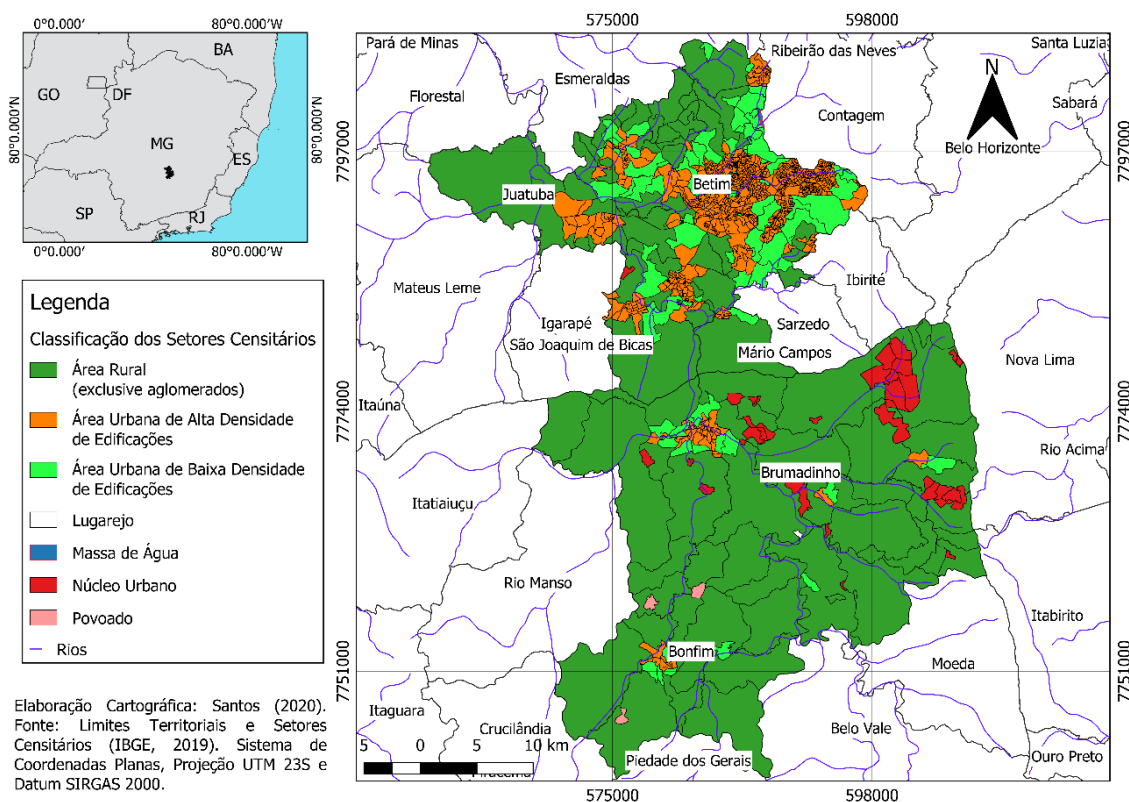 0°0.000'
80°0.000'W
80°0.000'N
80°0.000'N
BA
GO
DF
MG
ES
SP
RJ
0°0.000'
80°0.000'W
Legenda
Classificação dos Setores Censitários
Área Rural
(exclusive aglomerados)
Área Urbana de Alta Densidade
de Edificações
Área Urbana de Baixa Densidade
de Edificações
Lugarejo
Massa de Água
Núcleo Urbano
Povoado
Rios
Elaboração Cartográfica: Santos (2020).
Fonte: Limites Territoriais e Setores
Censitários (IBGE, 2019). Sistema de
Coordenadas Planas, Projeção UTM 23S e
Datum SIRGAS 2000.
575000
598000
Pará de Minas
Ribeirão das Neves
Santa Luzia
Esmeraldas
N
Florestal
Sabará
Contagem
Belo Horizonte
7797000
7797000
Betim
Juatuba
Ibirité
Mateus Leme
Igarapé
Sarzedo
São Joaquim de Bicas
Mário Campos
Nova Lima
Itaúna
7774000
7774000
Rio Acima
Brumadinho
Itatiaiuçu
Rio Manso
Itabirito
Bonfim
Moeda
7751000
7751000
Itaguara
Crucilândia
Belo Vale
5
0
5
10 km
Piedade dos Gerais
Ouro Preto
Piracema
575000
598000